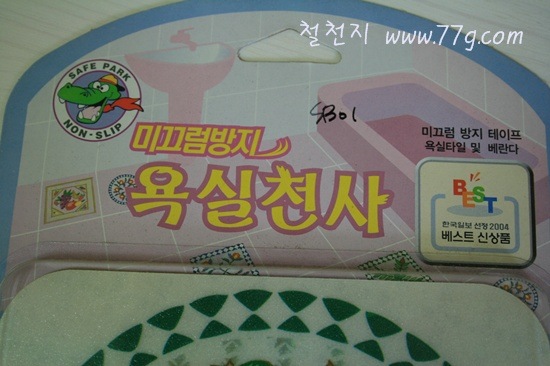 철천지 www.77g.com
SAFE PARK
NON-SLIP
SB01
미끄럼방지
욕실천사
미끄럼 방지 테이프
욕실타일 및 베란다
BEST
한국일보 선정 2004
베스트 신상품